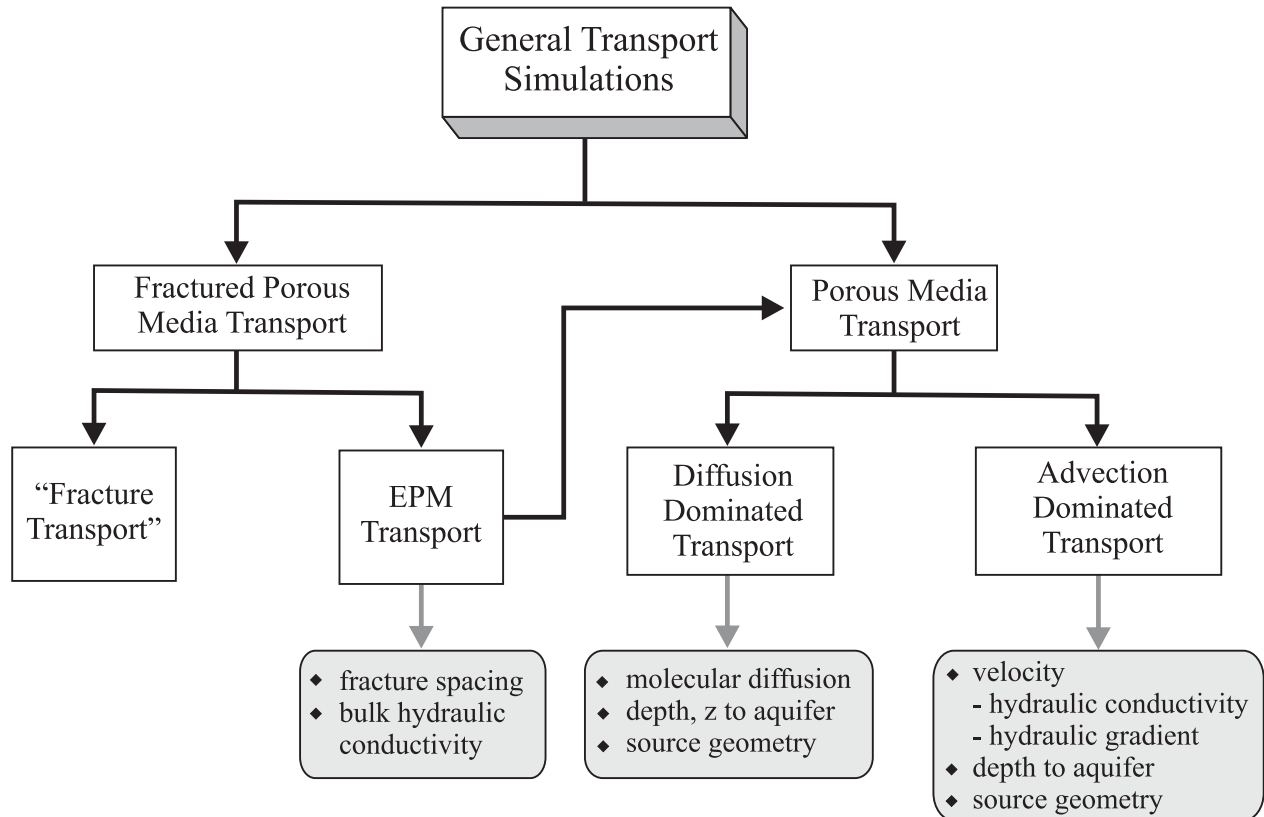 General Transport
Simulations
Fractured Porous
Media Transport
Porous Media
Transport
“Fracture
Transport”
EPM
Transport
Diffusion
Dominated
Transport
Advection
Dominated
Transport
◆ fracture spacing
◆ bulk hydraulic
conductivity
◆ molecular diffusion
◆ depth, z to aquifer
◆ source geometry
◆ velocity
- hydraulic conductivity
- hydraulic gradient
◆ depth to aquifer
◆ source geometry